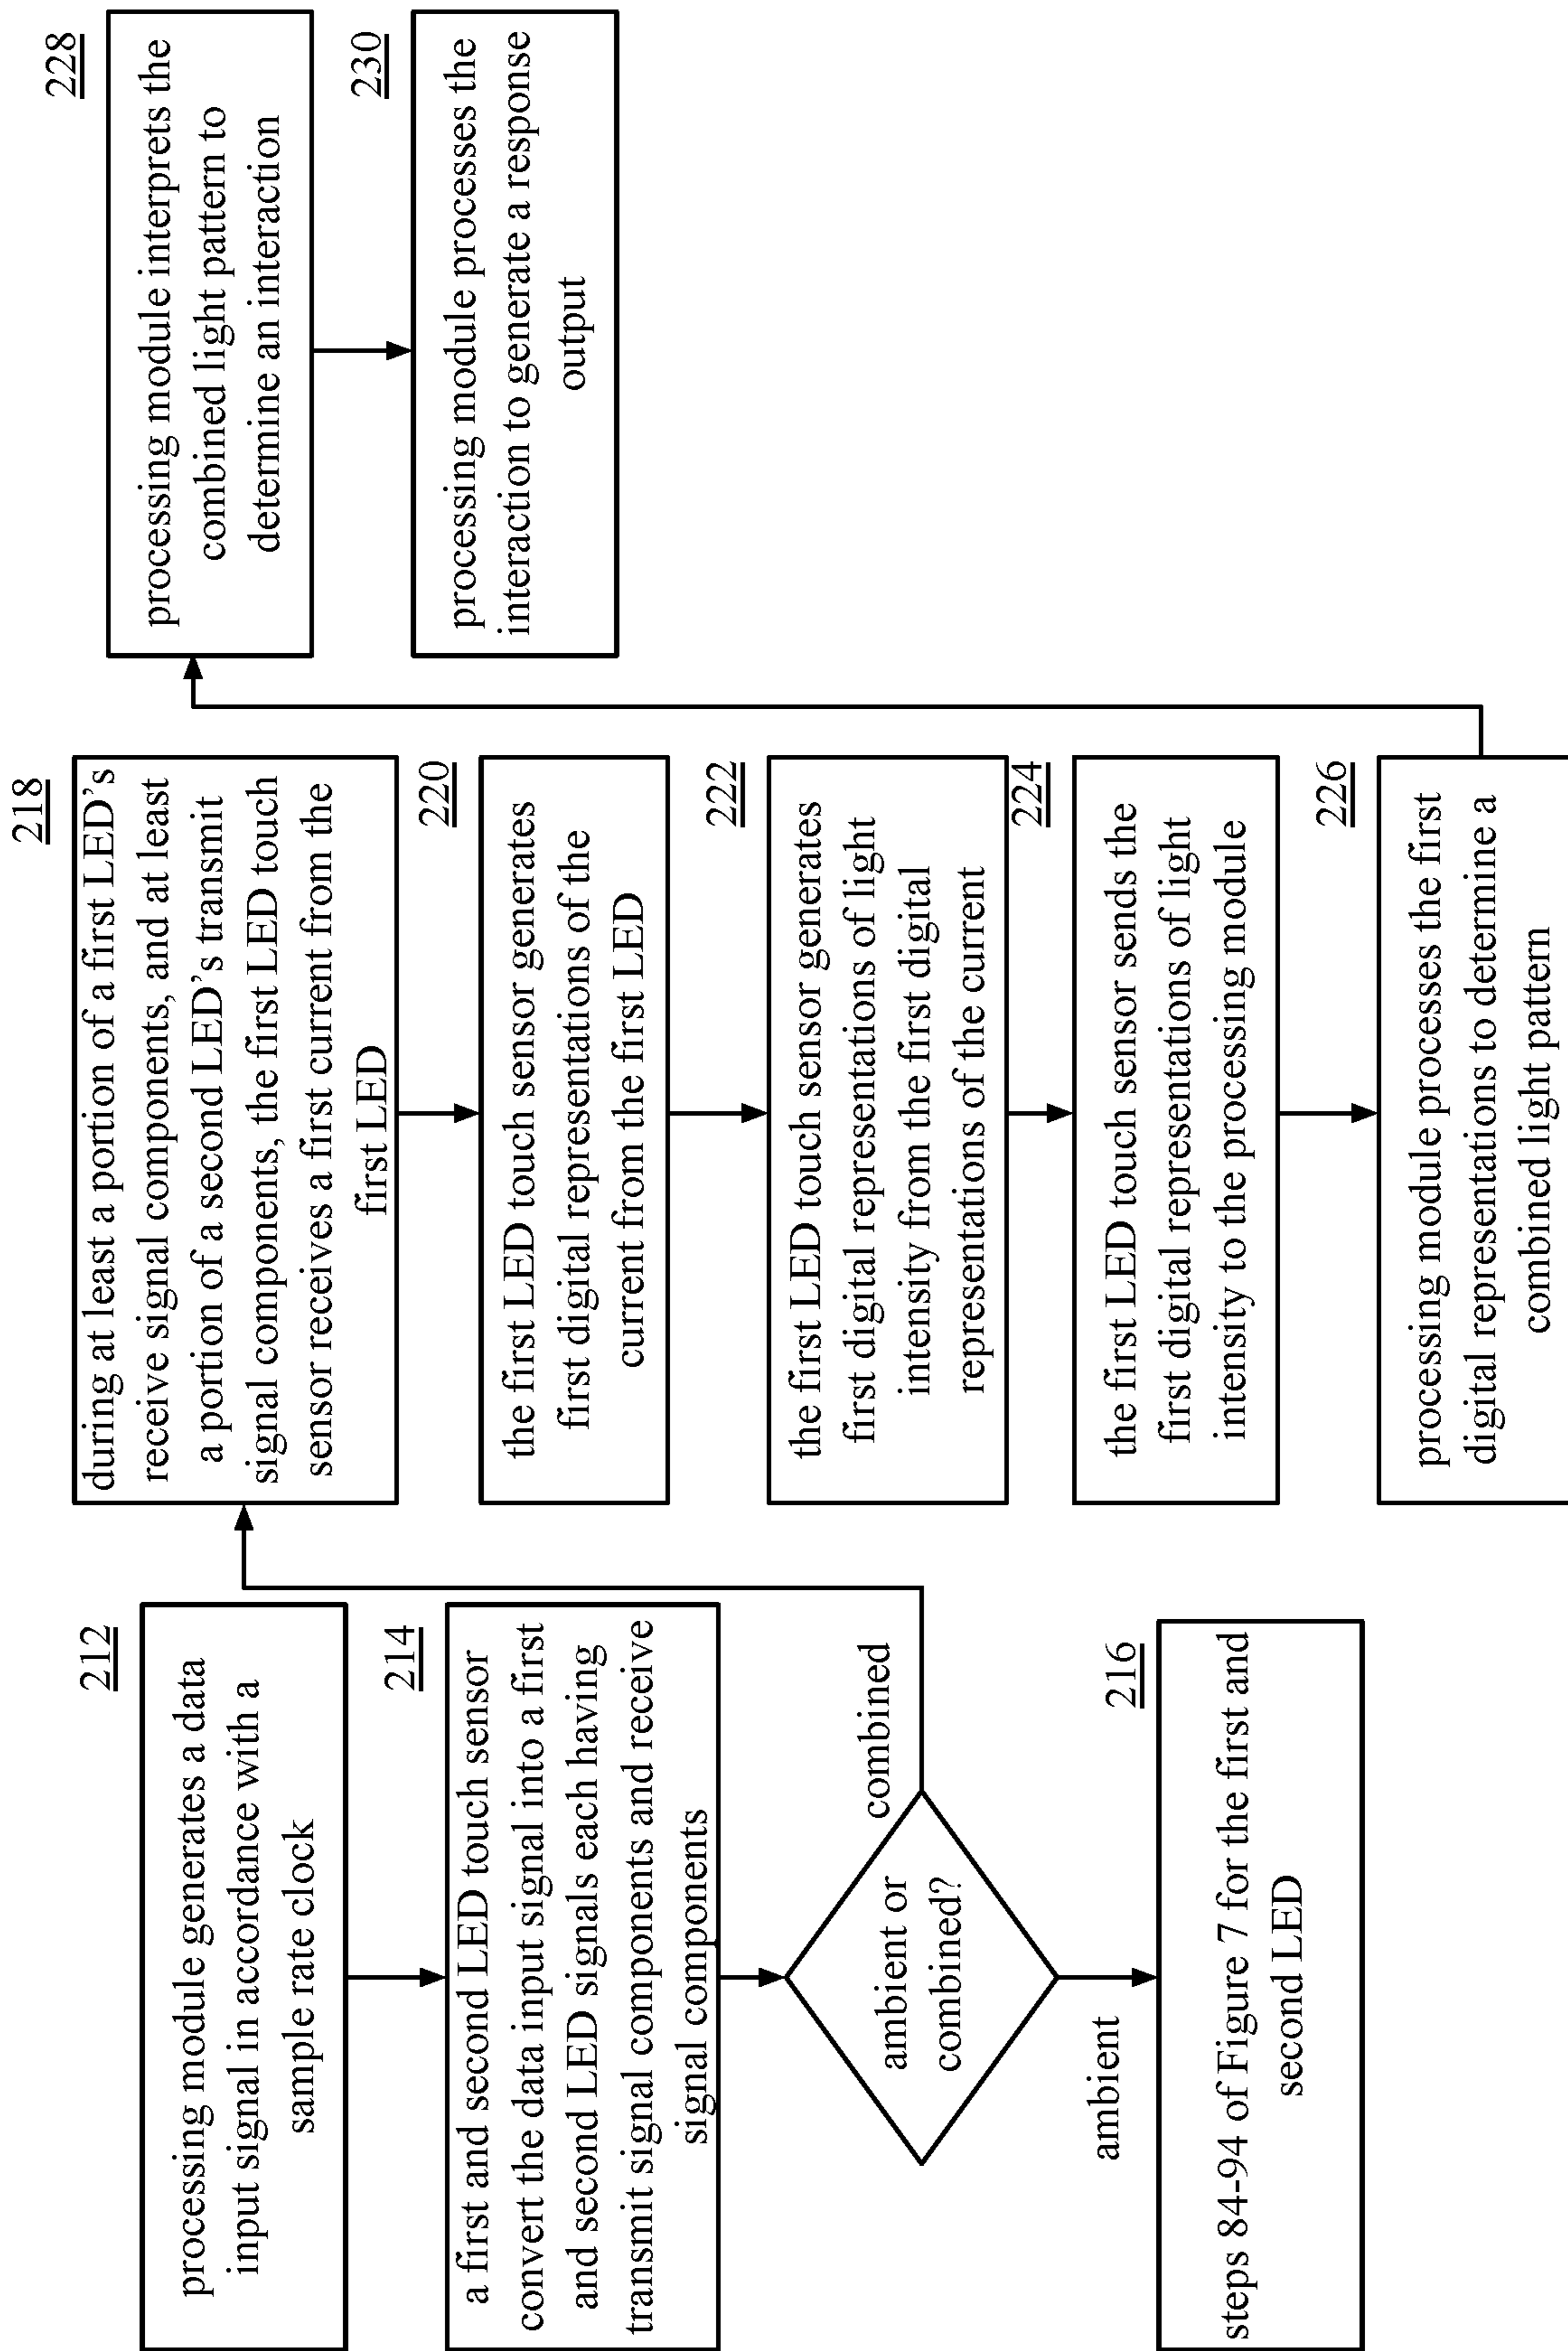 212
processing module generates a data
input signal in accordance with a
sample rate clock
214
a first and second LED touch sensor
convert the data input signal into a first
and second LED signals each having
transmit signal components and receive
signal components
ambient or
combined?
combined
ambient
216
steps 84-94 of Figure 7 for the first and
second LED
218
during at least a portion of a first LED's
receive signal components, and at least
a portion of a second LED's transmit
signal components, the first LED touch
sensor receives a first current from the
first LED
220
the first LED touch sensor generates
first digital representations of the
current from the first LED
222
the first LED touch sensor generates
first digital representations of light
intensity from the first digital
representations of the current
224
the first LED touch sensor sends the
first digital representations of light
intensity to the processing module
226
processing module processes the first
digital representations to determine a
combined light pattern
228
processing module interprets the
combined light pattern to
determine an interaction
230
processing module processes the
interaction to generate a response
output